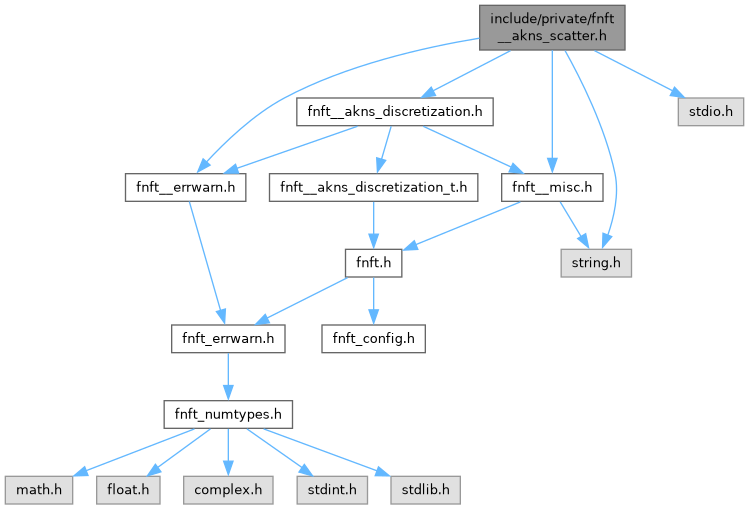 include/private/fnft
__akns_scatter.h
fnft__akns_discretization.h
stdio.h
fnft__errwarn.h
fnft__akns_discretization_t.h
fnft__misc.h
fnft.h
string.h
fnft_errwarn.h
fnft_config.h
fnft_numtypes.h
math.h
float.h
complex.h
stdint.h
stdlib.h